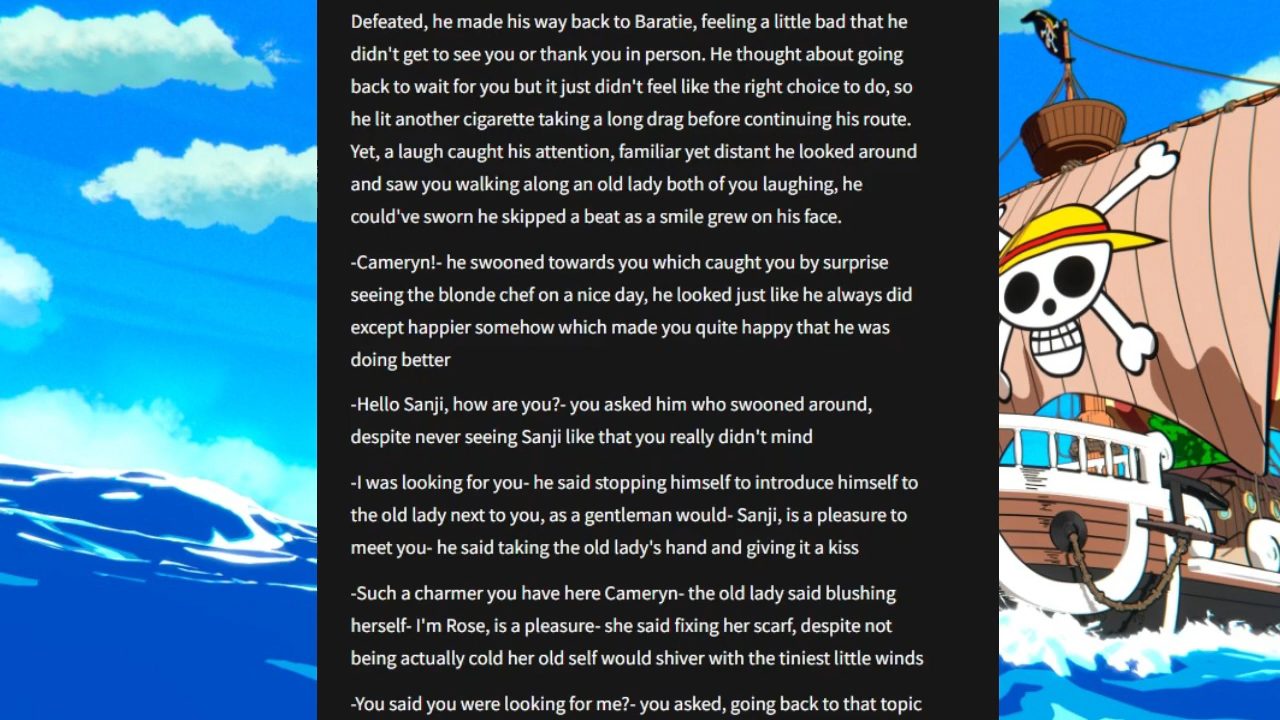 Defeated, he made his way back to Baratie, feeling a little bad that he
didn't get to see you or thank you in person. He thought about going
back to wait for you but it just didn't feel like the right choice to do, so
he lit another cigarette taking a long drag before continuing his route.
Yet, a laugh caught his attention, familiar yet distant he looked around
and saw you walking along an old lady both of you laughing, he
could've sworn he skipped a beat as a smile grew on his face.
-Cameryn!- he swooned towards you which caught you by surprise
seeing the blonde chef on a nice day, he looked just like he always did
except happier somehow which made you quite happy that he was
doing better
-Hello Sanji, how are you?- you asked him who swooned around,
despite never seeing Sanji like that you really didn't mind
-I was looking for you- he said stopping himself to introduce himself to
the old lady next to you, as a gentleman would- Sanji, is a pleasure to
meet you- he said taking the old lady's hand and giving it a kiss
-Such a charmer you have here Cameryn- the old lady said blushing
herself- I'm Rose, is a pleasure- she said fixing her scarf, despite not
being actually cold her old self would shiver with the tiniest little winds
-You said you were looking for me?- you asked, going back to that topic